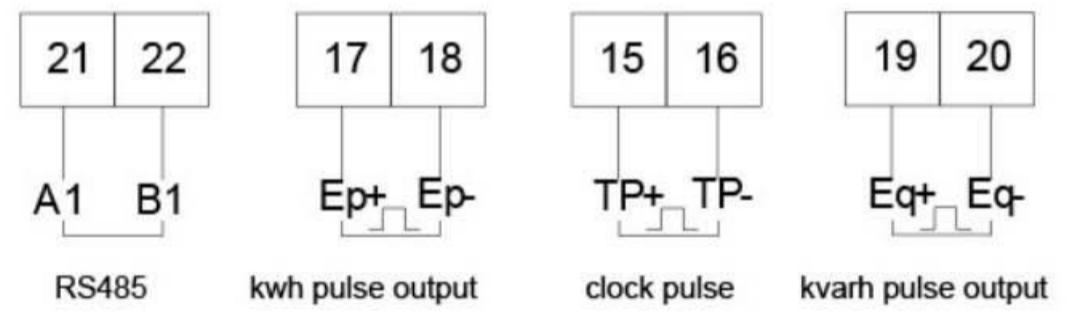 21 22 17 18 15 16 19 20
A1 B1 Ep+ Ep- TP+ TP- Eq+ Eq-
RS485 kwh pulse output clock pulse kvarh pulse output